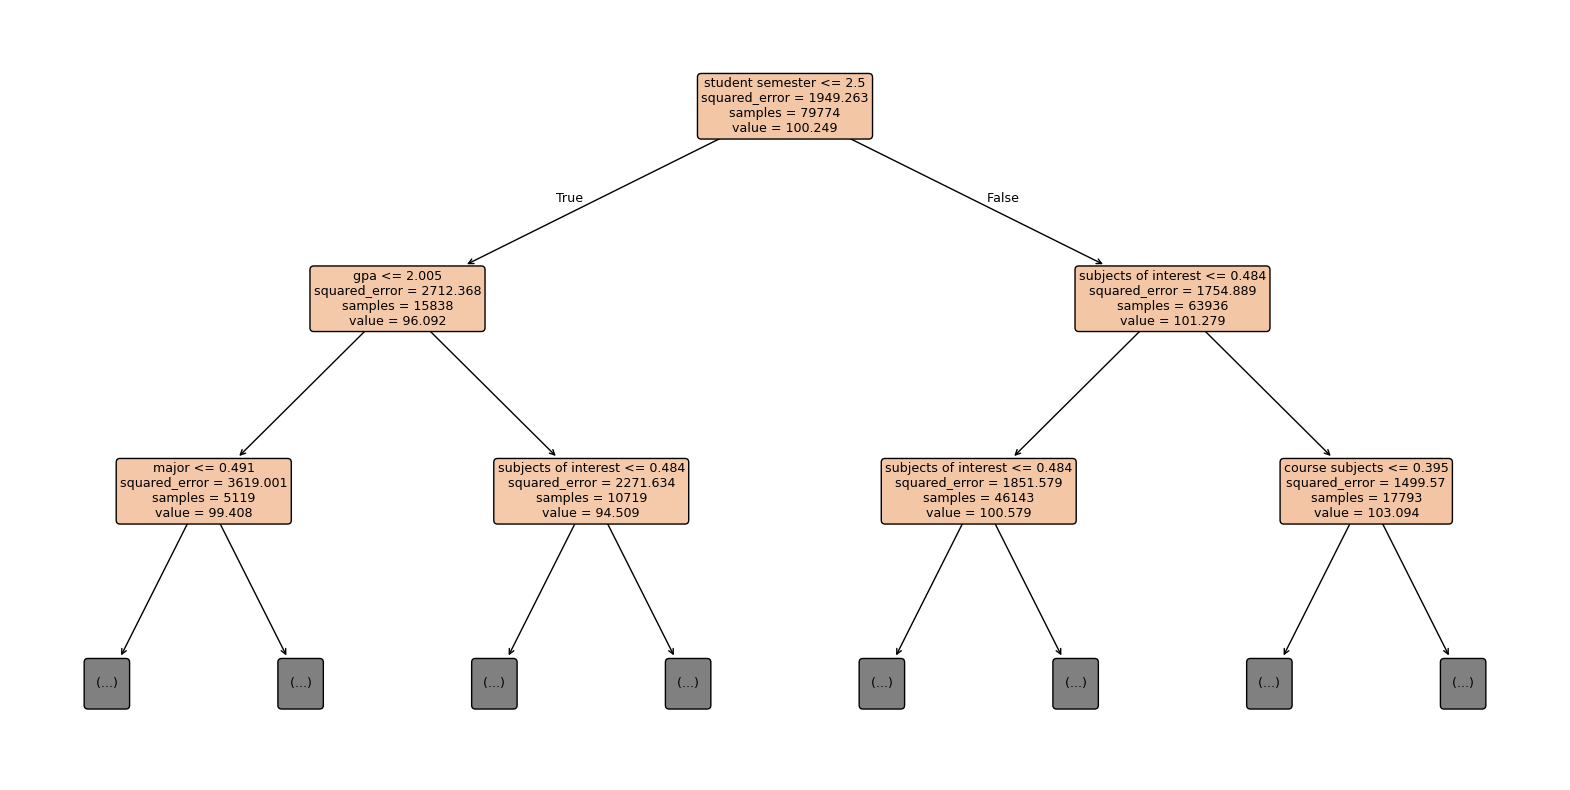 student semester <= 2.5
squared_error = 1949.263
samples = 79774
value = 100.249
True
False
gpa <= 2.005
squared_error = 2712.368
samples = 15838
value = 96.092
subjects of interest <= 0.484
squared_error = 1754.889
samples = 63936
value = 101.279
major <= 0.491
squared_error = 3619.001
samples = 5119
value = 99.408
subjects of interest <= 0.484
squared_error = 2271.634
samples = 10719
value = 94.509
subjects of interest <= 0.484
squared_error = 1851.579
samples = 46143
value = 100.579
course subjects <= 0.395
squared_error = 1499.57
samples = 17793
value = 103.094
(...)
(...)
(...)
(...)
(...)
(...)
(...)
(...)